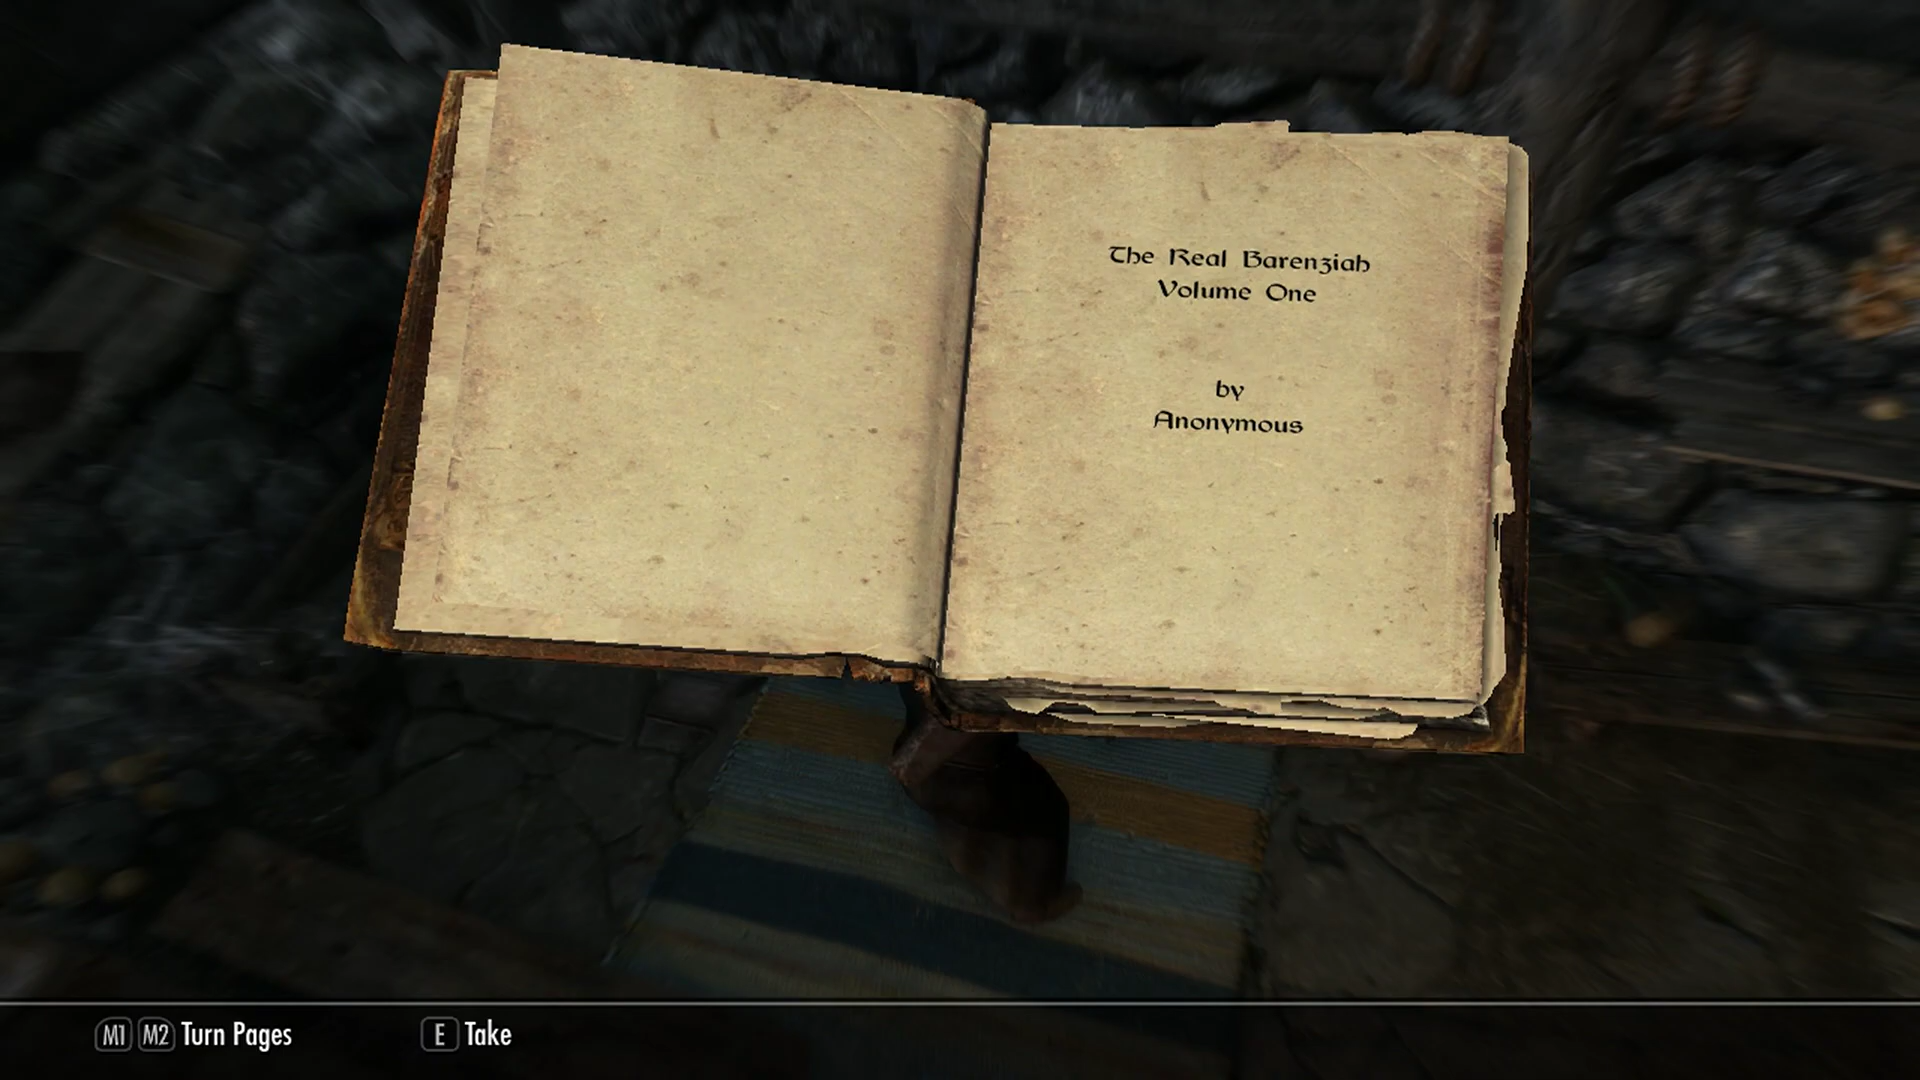 The Real Barenziah
Volume One
by
Anonymous
M1 M2 Turn Pages
E Take